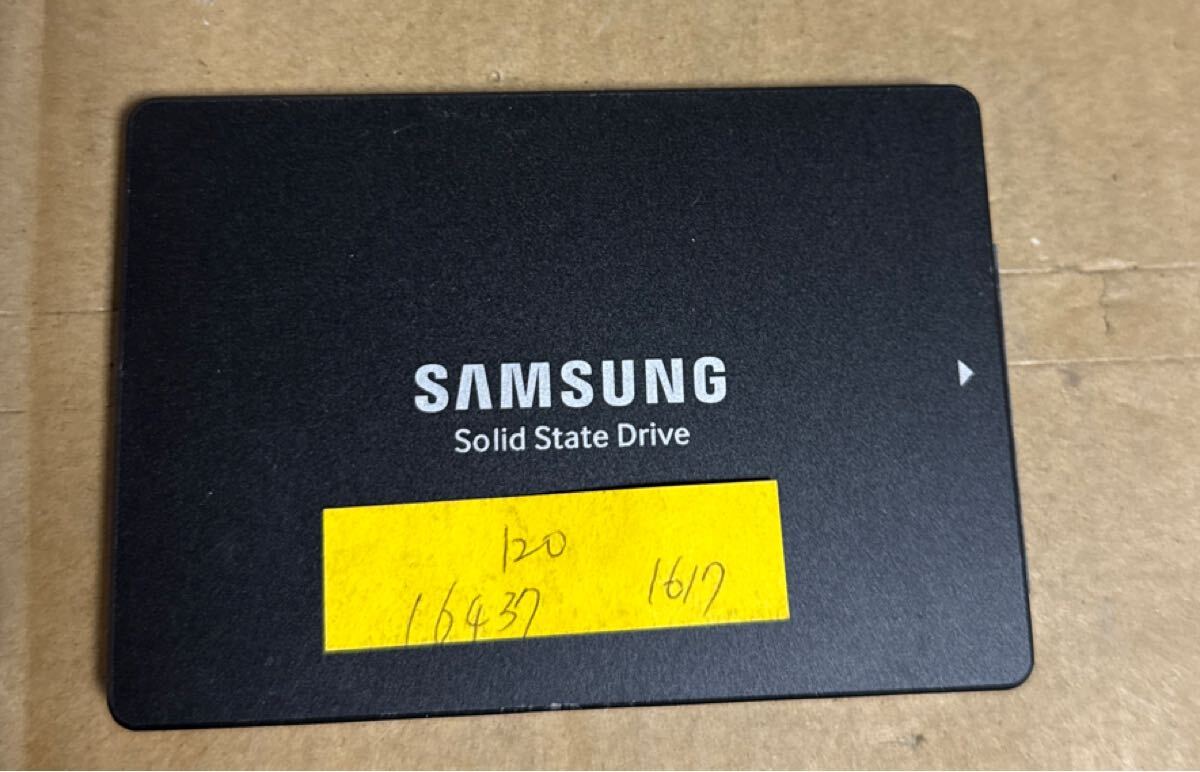 SAMSUNG
Solid State Drive
120
16437 1617